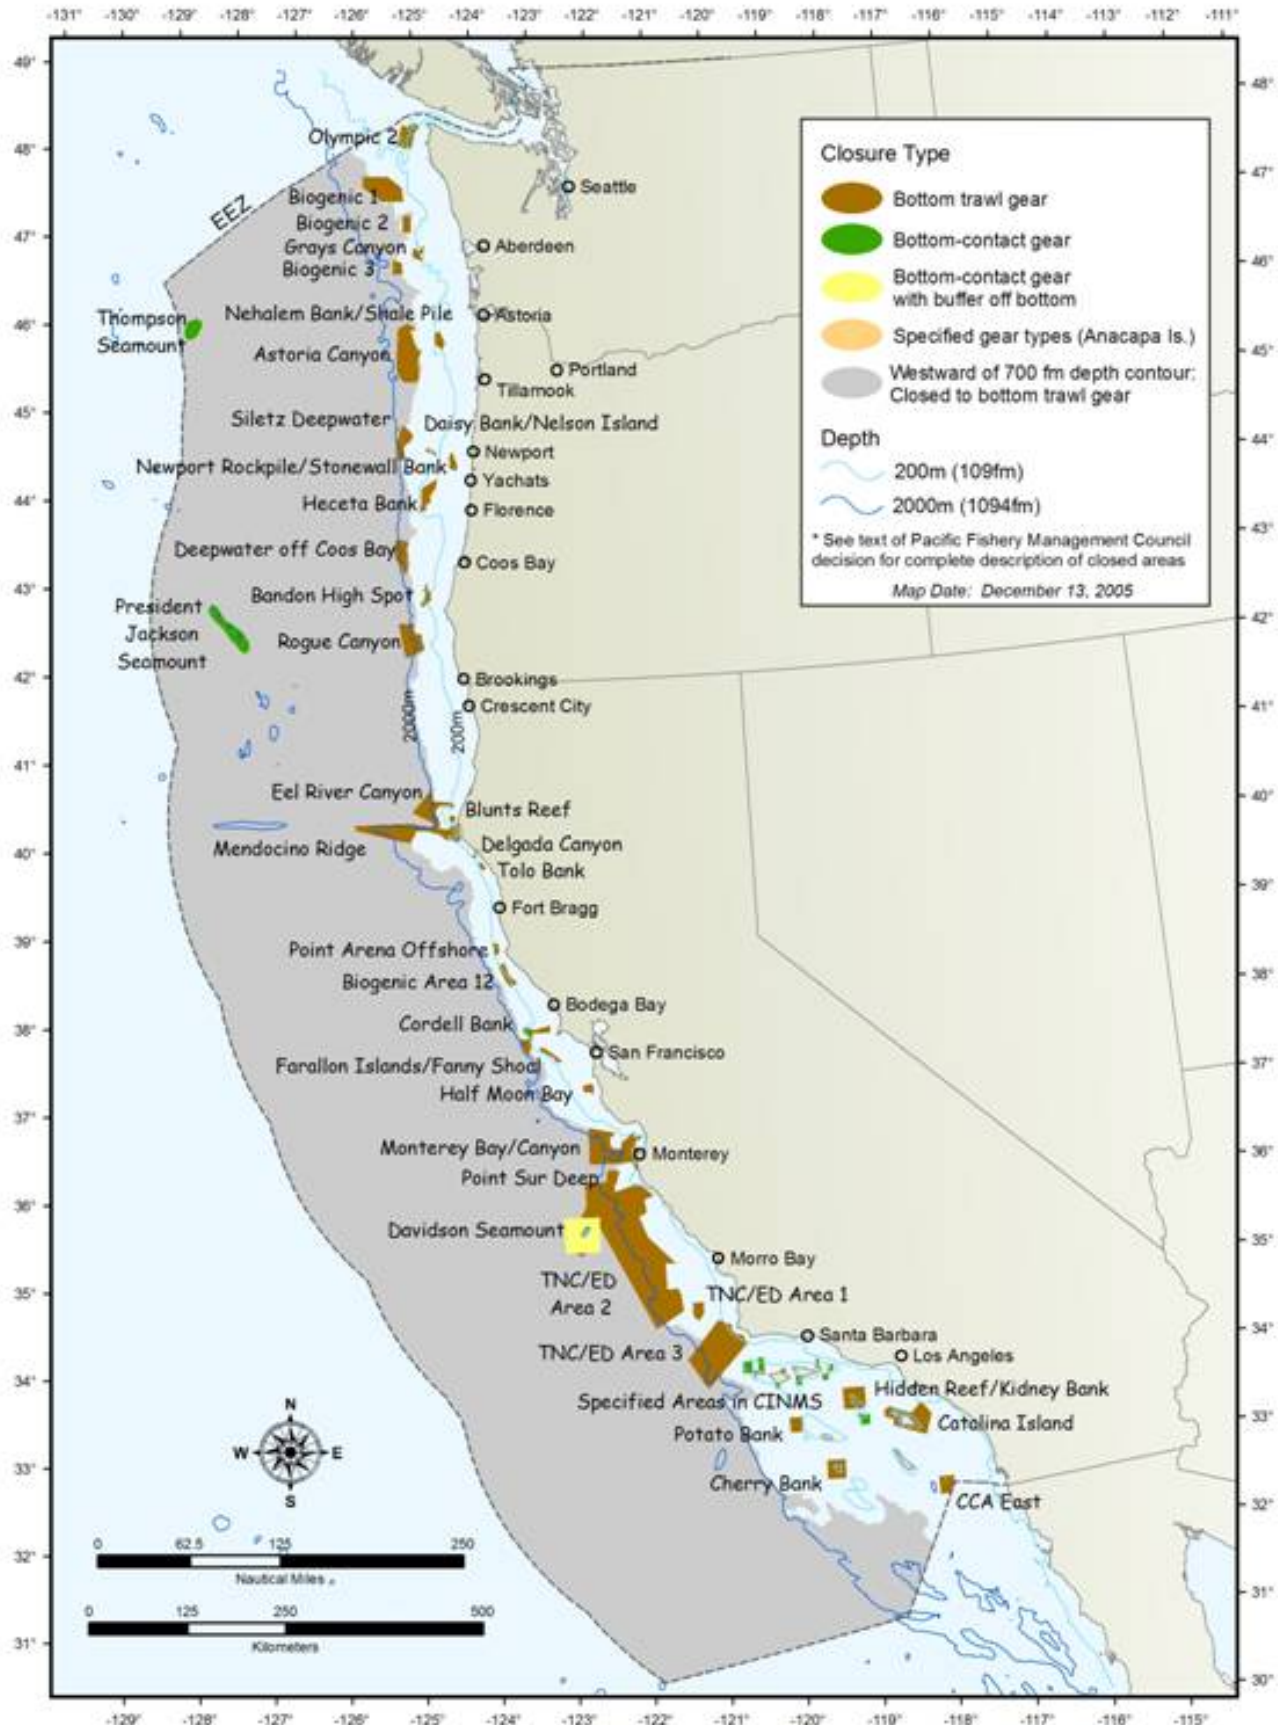 -131° -130° -129° -128° -127° -126° -125° -124° -123° -122° -121° -120° -119° -118° -117° -116° -115° -114° -113° -112° -111°
49°
48°
47°
46°
45°
44°
43°
42°
41°
40°
39°
38°
37°
36°
35°
34°
33°
32°
31°
48°
47°
46°
45°
44°
43°
42°
41°
40°
39°
38°
37°
36°
35°
34°
33°
32°
31°
30°
Closure Type
Bottom trawl gear
Bottom-contact gear
Bottom-contact gear
with buffer off bottom
Specified gear types (Anacapa Is.)
Westward of 700 fm depth contour:
Closed to bottom trawl gear
Depth
200m (109fm)
2000m (1094fm)
* See text of Pacific Fishery Management Council
decision for complete description of closed areas
Map Date: December 13, 2005
Olympic 2
EEZ
Seattle
Biogenic 1
Biogenic 2
Grays Canyon
Aberdeen
Biogenic 3
Thompson
Seamount
Nehalem Bank/Shale Pile
Astoria
Astoria Canyon
Portland
Tillamook
Siletz Deepwater
Daisy Bank/Nelson Island
Newport
Newport Rockpile/Stonewall Bank
Yachats
Heceta Bank
Florence
Deepwater off Coos Bay
Coos Bay
Bandon High Spot
President
Jackson
Seamount
Rogue Canyon
Brookings
Crescent City
2000m
200m
Eel River Canyon
Blunts Reef
Mendocino Ridge
Delgada Canyon
Tolo Bank
Fort Bragg
Point Arena Offshore
Biogenic Area 12
Bodega Bay
Cordell Bank
San Francisco
Farallon Islands/Fanny Shoal
Half Moon Bay
Monterey Bay/Canyon
Monterey
Point Sur Deep
Davidson Seamount
Morro Bay
TNC/ED
Area 2
TNC/ED Area 1
Santa Barbara
TNC/ED Area 3
Los Angeles
Hidden Reef/Kidney Bank
Specified Areas in CINMS
Catalina Island
Potato Bank
Cherry Bank
CCA East
N
W E
S
0 62.5 125 250
Nautical Miles
0 125 250 500
Kilometers
-129° -128° -127° -126° -125° -124° -123° -122° -121° -120° -119° -118° -117° -116° -115°